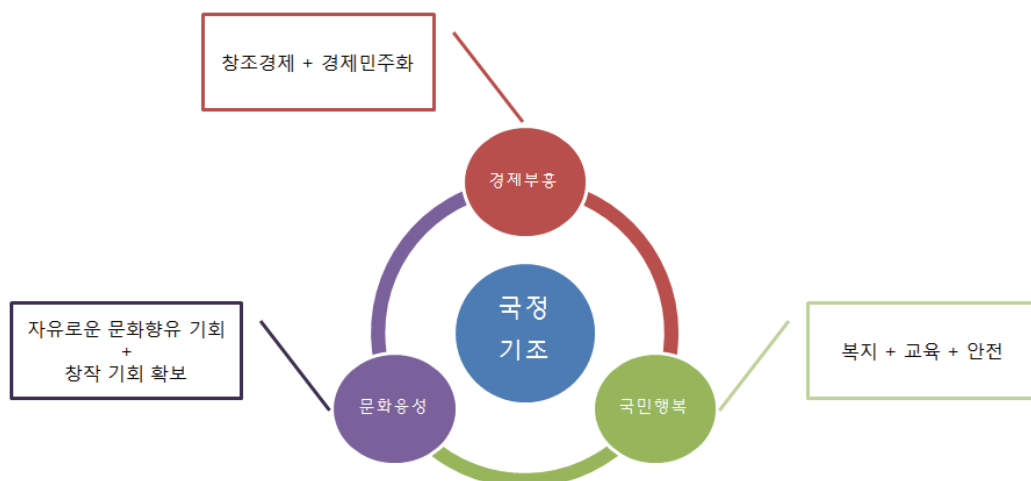 창조경제 + 경제민주화
경제부흥
국정
기조
자유로운 문화향유 기회
+
창작 기회 확보
복지 + 교육 + 안전
문화융성
국민행복